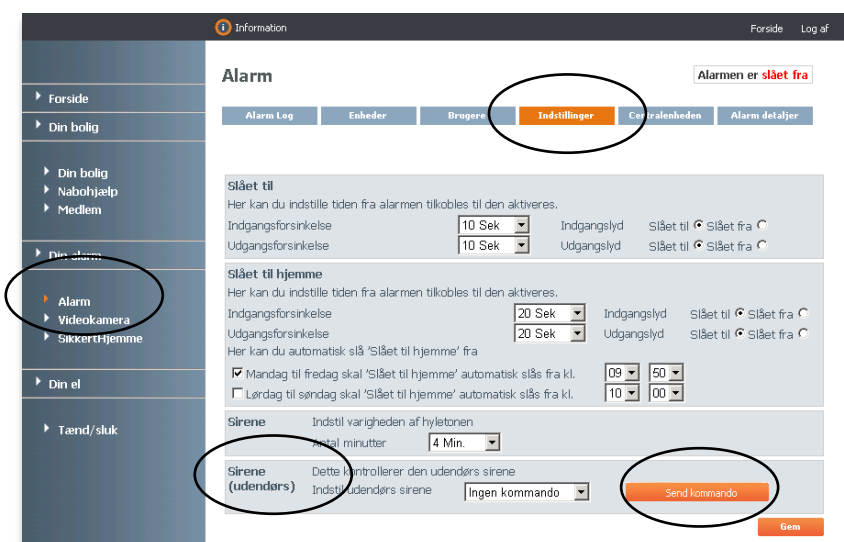 Information
Forside Log af
Alarm
Alarmen er slået fra
Alarm Log Enheder Brugere Indstillinger Centralenheden Alarm detaljer
Forside
Din bolig
Din bolig
Nabohjælp
Medlem
Din alarm
Alarm
Videokamera
SikkertHjemme
Din el
Tænd/sluk
Slået til
Her kan du indstille tiden fra alarmen tilkobles til den aktiveres.
Indgangsforsinkelse 10 Sek Indgangslyd Slået til Slået fra
Udgangsforsinkelse 10 Sek Udgangslyd Slået til Slået fra
Slået til hjemme
Her kan du indstille tiden fra alarmen tilkobles til den aktiveres.
Indgangsforsinkelse 20 Sek Indgangslyd Slået til Slået fra
Udgangsforsinkelse 20 Sek Udgangslyd Slået til Slået fra
Her kan du automatisk slå 'Slået til hjemme' fra
Mandag til fredag skal 'Slået til hjemme' automatisk slås fra kl. 09 50
Lørdag til søndag skal 'Slået til hjemme' automatisk slås fra kl. 10 00
Sirene Indstil varigheden af hyletonen
Antal minutter 4 Min.
Sirene Dette kontrollerer den udendørs sirene
(udendørs) Indstil udendørs sirene Ingen kommando Send kommando
Gem